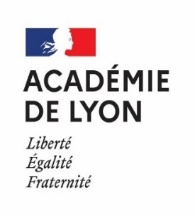 ACADÉMIE
DE LYON
Liberté
Égalité
Fraternité